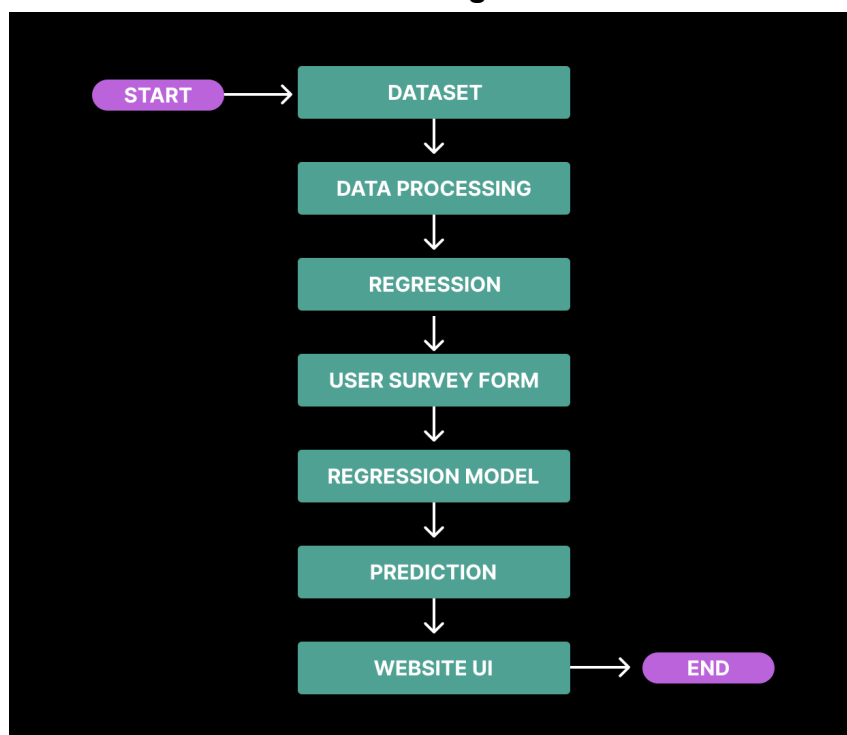 START
DATASET
DATA PROCESSING
REGRESSION
USER SURVEY FORM
REGRESSION MODEL
PREDICTION
WEBSITE UI
END